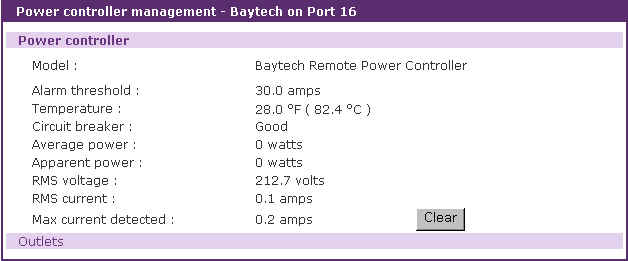 Power controller management - Baytech on Port 16
Power controller
Model : Baytech Remote Power Controller
Alarm threshold : 30.0 amps
Temperature : 28.0 °F ( 82.4 °C )
Circuit breaker : Good
Average power : 0 watts
Apparent power : 0 watts
RMS voltage : 212.7 volts
RMS current : 0.1 amps
Max current detected : 0.2 amps Clear
Outlets